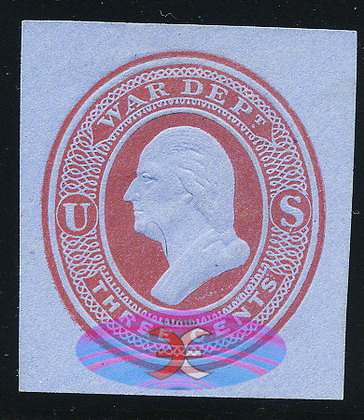 WAR DEPT
U S
THREE CENTS